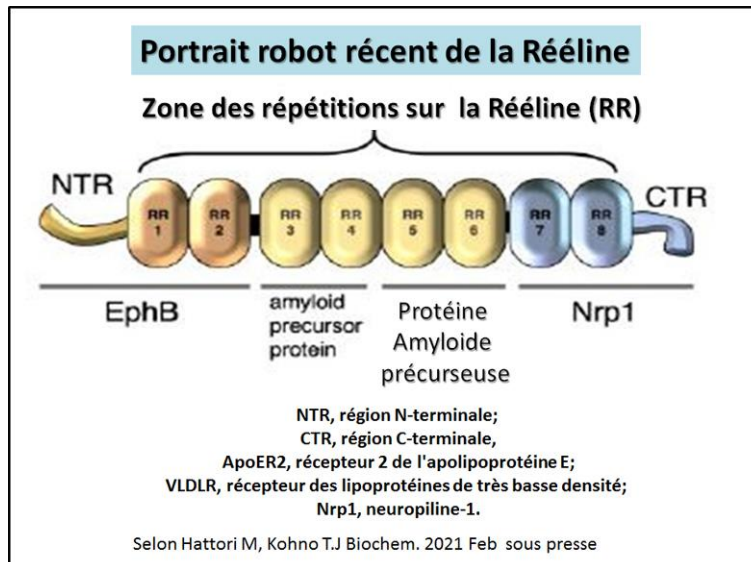 Portrait robot récent de la Rééline
Zone des répétitions sur la Rééline (RR)
NTR
CTR
RR
1
RR
2
RR
3
RR
4
RR
5
RR
6
RR
7
RR
8
EphB
amyloid
precursor
protein
Protéine
Amyloide
précurseuse
Nrp1
NTR, région N-terminale;
CTR, région C-terminale,
ApoER2, récepteur 2 de l'apolipoprotéine E;
VLDLR, récepteur des lipoprotéines de très basse densité;
Nrp1, neuropiline-1.
Selon Hattori M, Kohno T.J Biochem. 2021 Feb sous presse